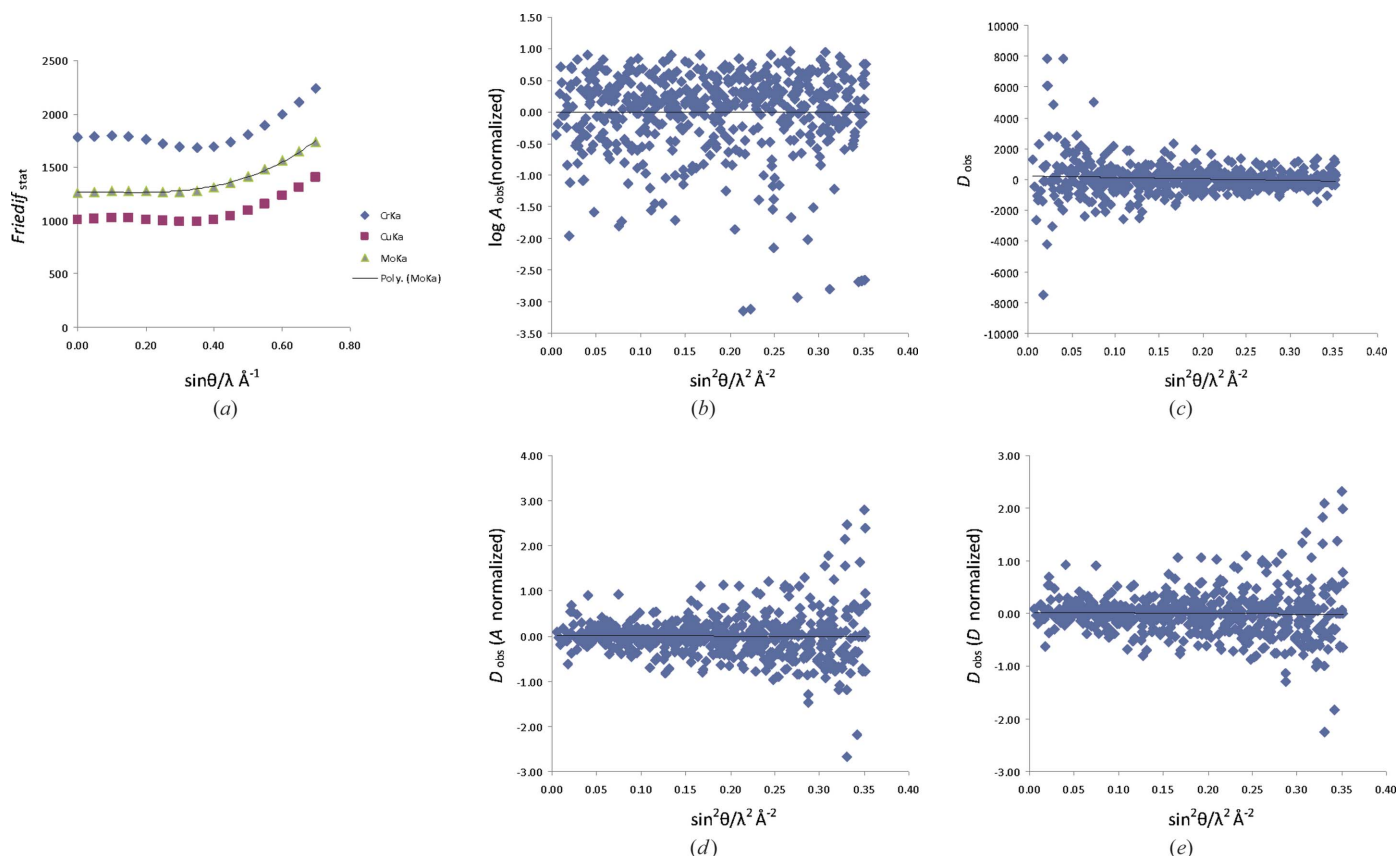 2500
2000
1500
1000
500
0
0.00 0.20 0.40 0.60 0.80
Friedif stat
sinθ/λ Å-1
CrKa
CuKa
MoKa
Poly. (MoKa)
(a)
1.50
1.00
0.50
0.00
-0.50
-1.00
-1.50
-2.00
-2.50
-3.00
-3.50
0.00 0.05 0.10 0.15 0.20 0.25 0.30 0.35 0.40
log A obs (normalized)
sin2θ/λ2 Å-2
(b)
10000
8000
6000
4000
2000
0
-2000
-4000
-6000
-8000
-10000
0.00 0.05 0.10 0.15 0.20 0.25 0.30 0.35 0.40
D obs
sin2θ/λ2 Å-2
(c)
4.00
3.00
2.00
1.00
0.00
-1.00
-2.00
-3.00
0.00 0.05 0.10 0.15 0.20 0.25 0.30 0.35 0.40
D obs (A normalized)
sin2θ/λ2 Å-2
(d)
3.00
2.00
1.00
0.00
-1.00
-2.00
-3.00
0.00 0.05 0.10 0.15 0.20 0.25 0.30 0.35 0.40
D obs (D normalized)
sin2θ/λ2 Å-2
(e)